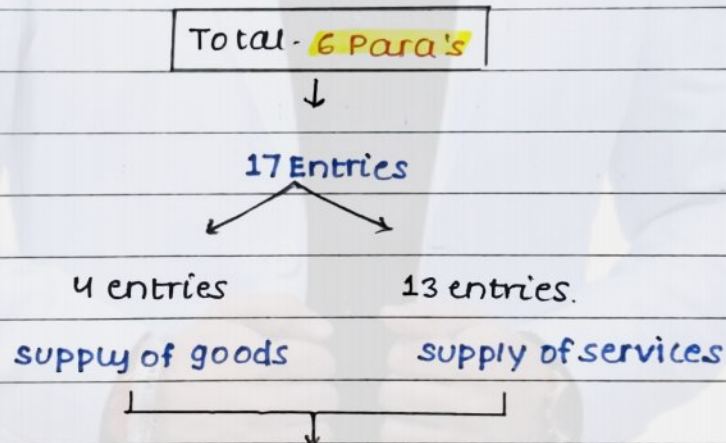 Total - 6 Para's
17 Entries
4 entries 13 entries.
supply of goods supply of services